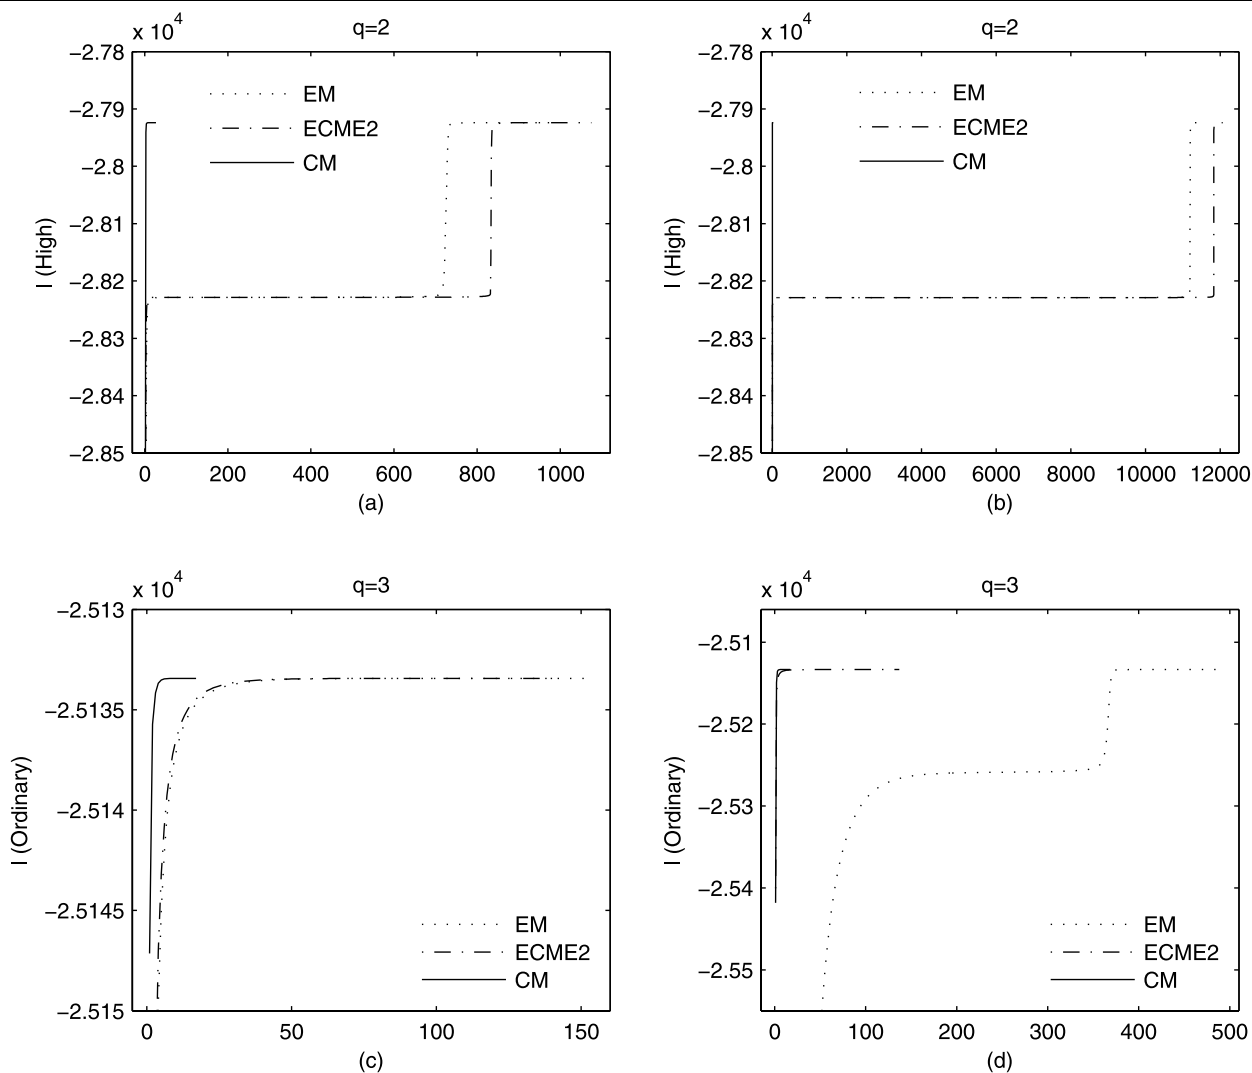 x 10^4
q=2
−2.78
−2.79
−2.8
−2.81
−2.82
−2.83
−2.84
−2.85
l (High)
EM
ECME2
CM
0 200 400 600 800 1000
(a)
x 10^4
q=2
−2.78
−2.79
−2.8
−2.81
−2.82
−2.83
−2.84
−2.85
l (High)
EM
ECME2
CM
0 2000 4000 6000 8000 10000 12000
(b)
x 10^4
q=3
−2.513
−2.5135
−2.514
−2.5145
−2.515
l (Ordinary)
EM
ECME2
CM
0 50 100 150
(c)
x 10^4
q=3
−2.51
−2.52
−2.53
−2.54
−2.55
l (Ordinary)
EM
ECME2
CM
0 100 200 300 400 500
(d)